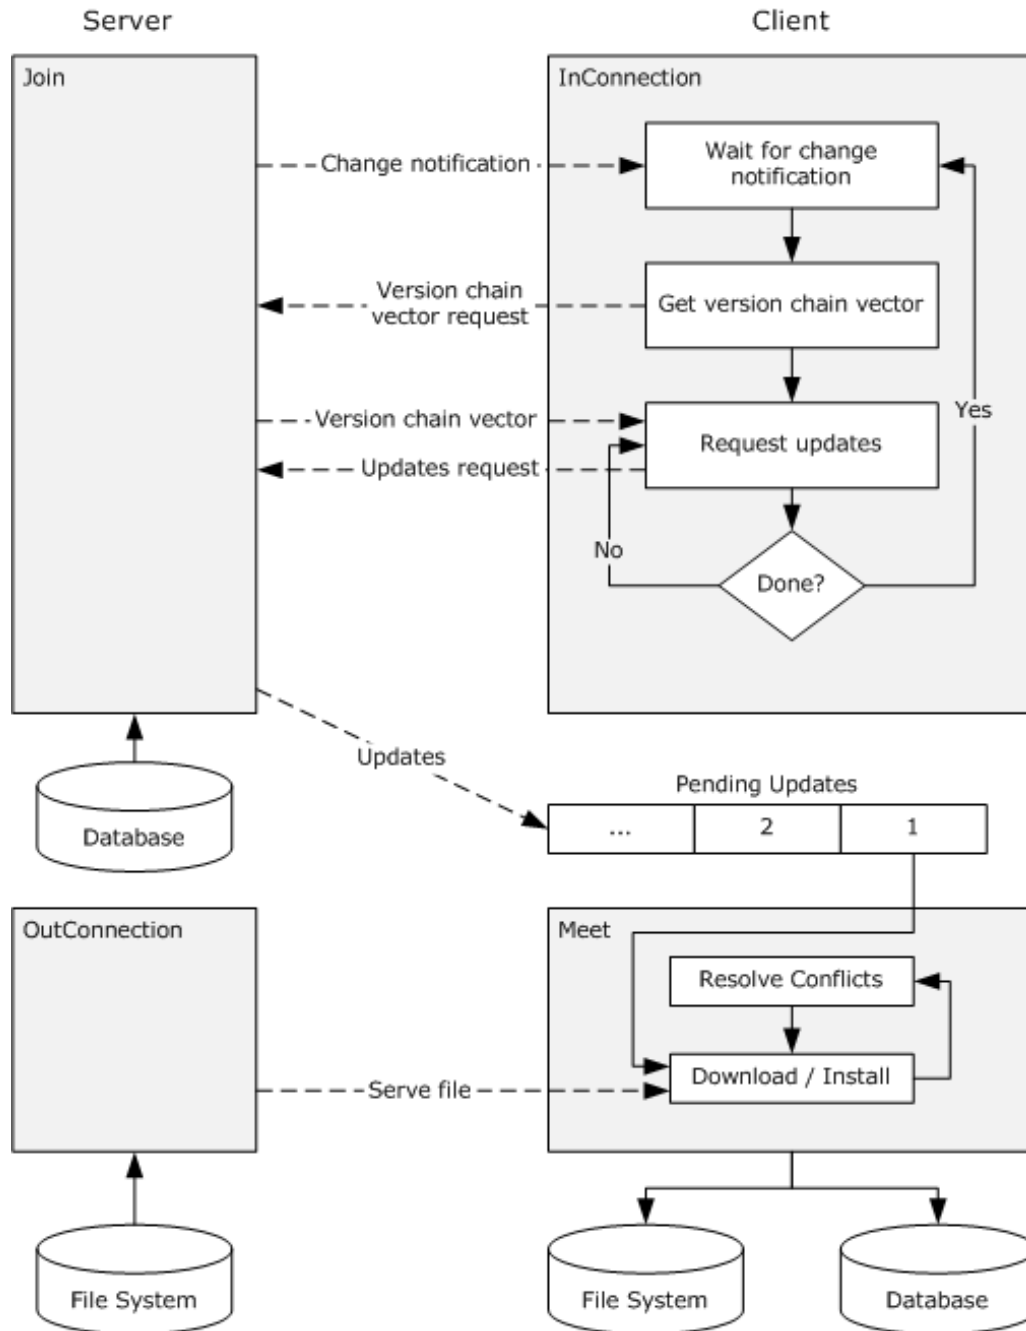 Server
Client
Join
InConnection
Wait for change
notification
Change notification
Version chain
vector request
Get version chain vector
Version chain vector
Yes
Request updates
Updates request
No
Done?
Updates
Pending Updates
Database
...
2
1
OutConnection
Meet
Resolve Conflicts
Download / Install
Serve file
File System
File System
Database